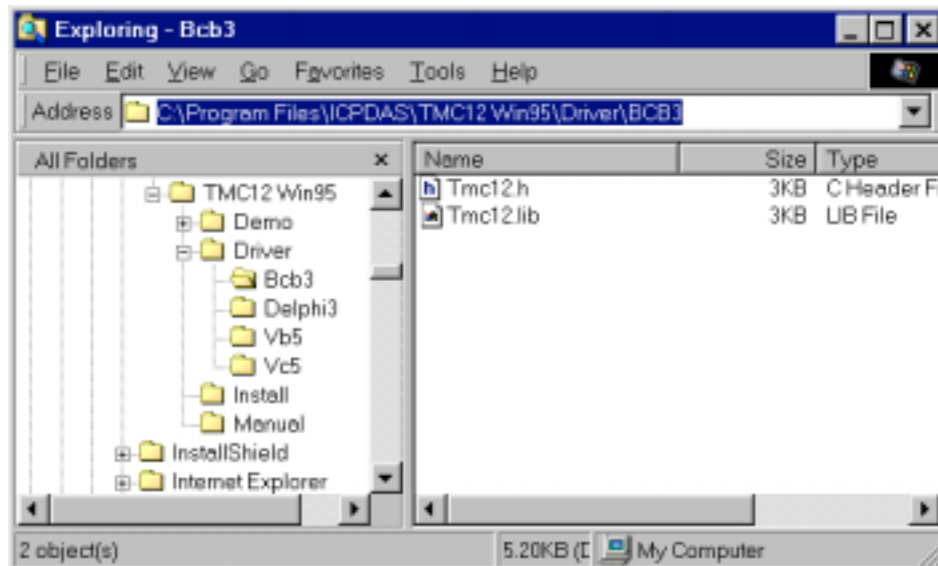 Exploring - Bcb3
File Edit View Go Favorites Tools Help
Address C:\Program Files\ICPDAS\TMC12 Win95\Driver\BCB3
All Folders
TMC12 Win95
Demo
Driver
Bcb3
Delphi3
Vb5
Vc5
Install
Manual
InstallShield
Internet Explorer
Name Size Type
Tmc12.h 3KB C Header F
Tmc12.lib 3KB LIB File
2 object(s) 5.20KB (D My Computer